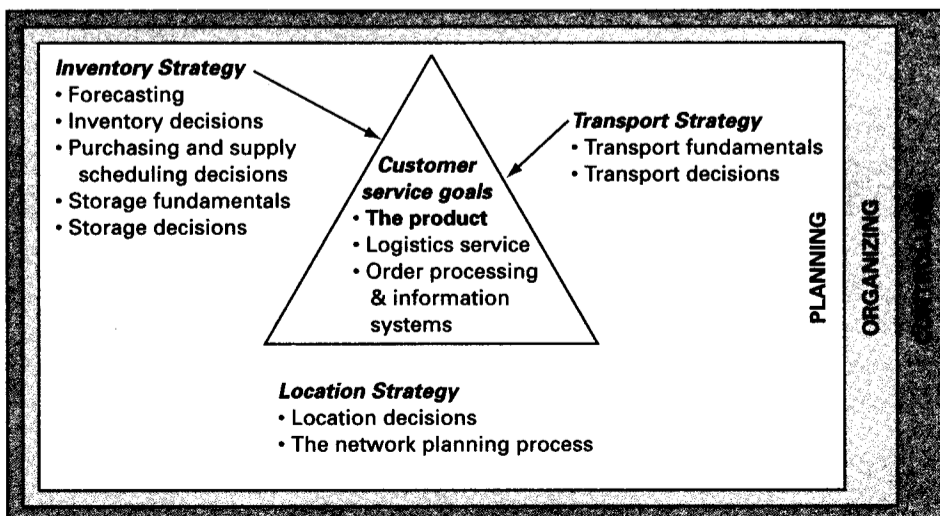 Inventory Strategy
• Forecasting
• Inventory decisions
• Purchasing and supply
scheduling decisions
• Storage fundamentals
• Storage decisions
Customer
service goals
• The product
• Logistics service
• Order processing
& information
systems
Transport Strategy
• Transport fundamentals
• Transport decisions
Location Strategy
• Location decisions
• The network planning process
PLANNING
ORGANIZING
CONTROLLING